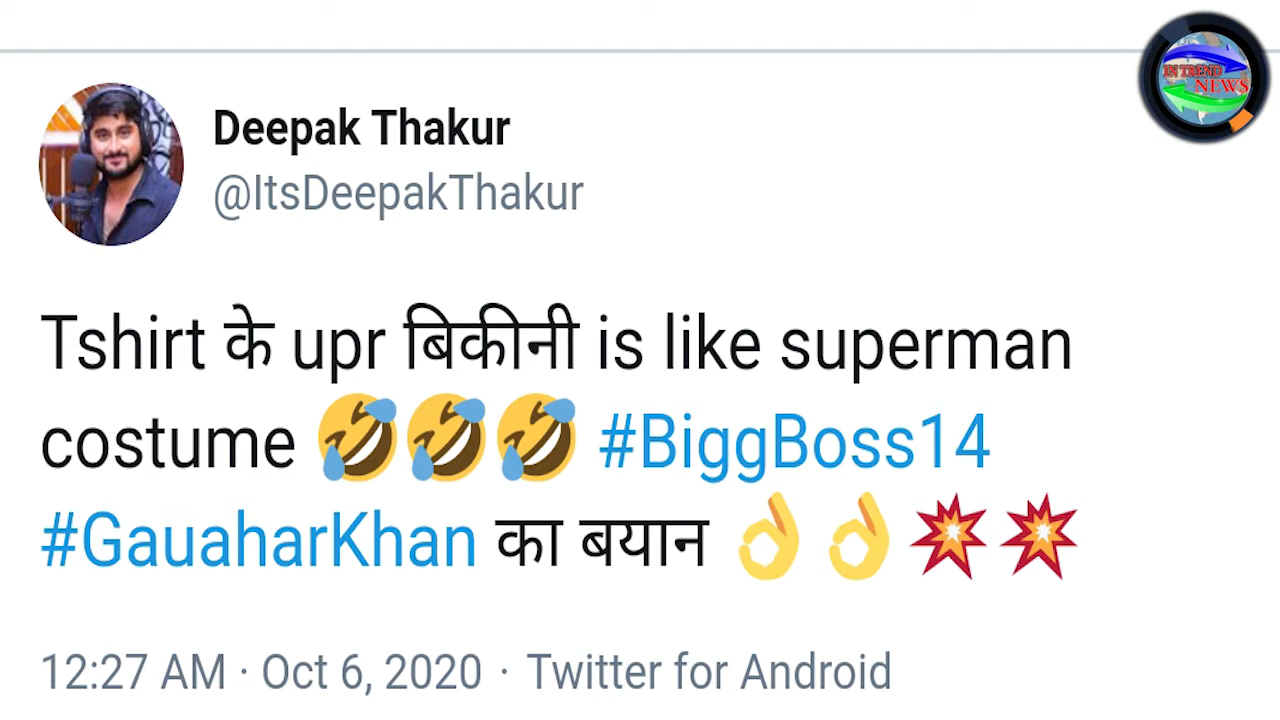 IN TREND
NEWS
Deepak Thakur
@ItsDeepakThakur
Tshirt के upr बिकीनी is like superman
costume 🤣🤣🤣 #BiggBoss14
#GauaharKhan का बयान 👌👌💥💥
12:27 AM · Oct 6, 2020 · Twitter for Android